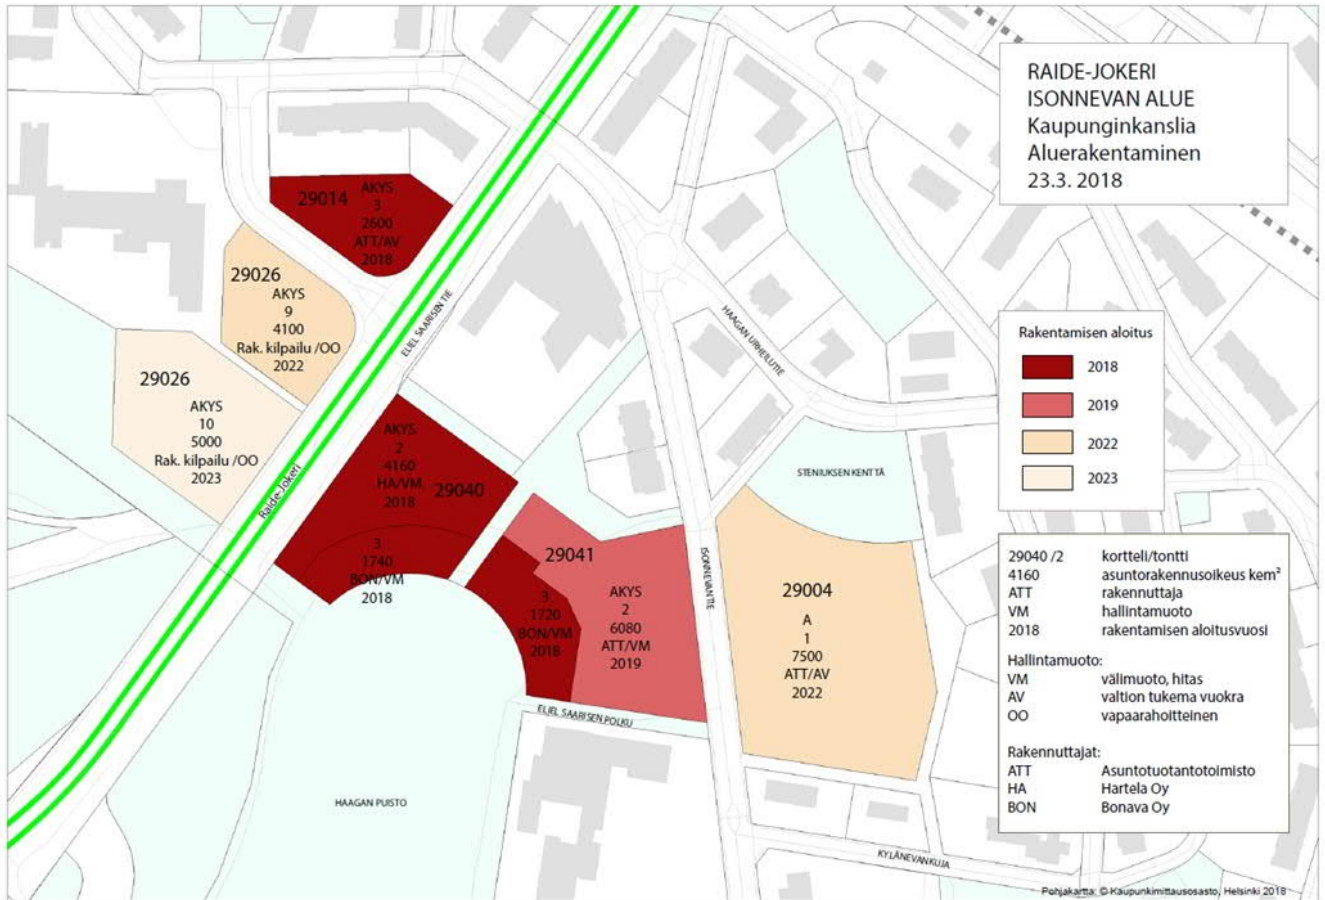 RAIDE-JOKERI
ISONNEVAN ALUE
Kaupunginkanslia
Aluerakentaminen
23.3. 2018
29014
AKYS
3
2600
ATT/AV
2018
29026
AKYS
9
4100
Rak. kilpailu /OO
2022
29026
AKYS
10
5000
Rak. kilpailu /OO
2023
ELIEL SAARISEN TIE
Raide-Jokeri
HAAGAN URHEILUTIE
AKYS
2
4160
HA/VM
2018
29040
3
1740
BON/VM
2018
29041
3
1720
BON/VM
2018
AKYS
2
6080
ATT/VM
2019
ISONNEVANTIE
STENIUKSEN KENTTÄ
29004
A
1
7500
ATT/AV
2022
ELIEL SAARISEN POLKU
HAAGAN PUISTO
KYLÄNEVANKUJA
Rakentamisen aloitus
2018
2019
2022
2023
29040 /2 kortteli/tontti
4160 asuntorakennusoikeus kem²
ATT rakennuttaja
VM hallintamuoto
2018 rakentamisen aloitusvuosi
Hallintamuoto:
VM välimuoto, hitas
AV valtion tukema vuokra
OO vapaarahoitteinen
Rakennuttajat:
ATT Asuntotuotantotoimisto
HA Hartela Oy
BON Bonava Oy
Pohjakartta: © Kaupunkimittausosasto, Helsinki 2018